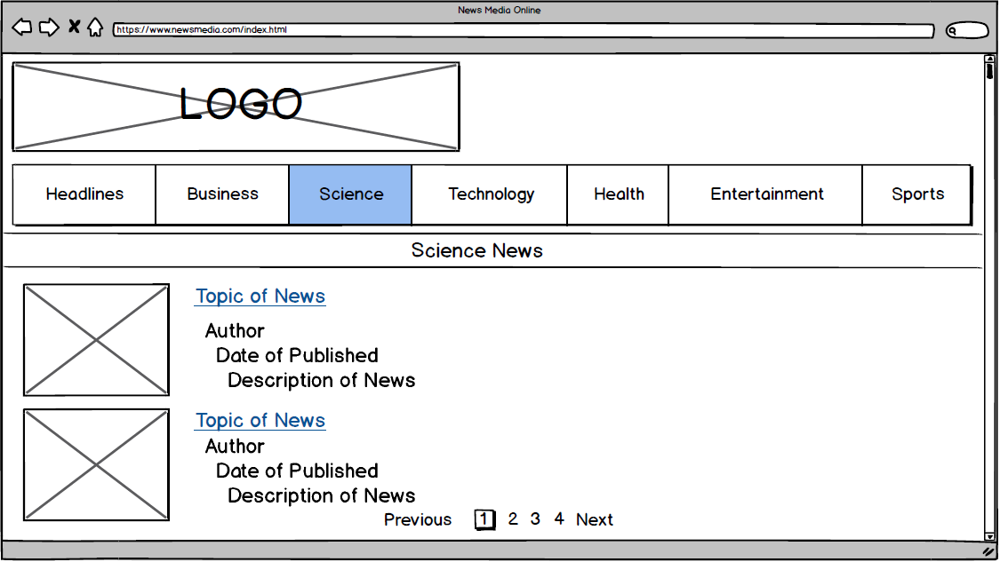 News Media Online
https://www.newsmedia.com/index.html
LOGO
Headlines Business Science Technology Health Entertainment Sports
Science News
Topic of News
Author
Date of Published
Description of News
Topic of News
Author
Date of Published
Description of News
Previous 1 2 3 4 Next